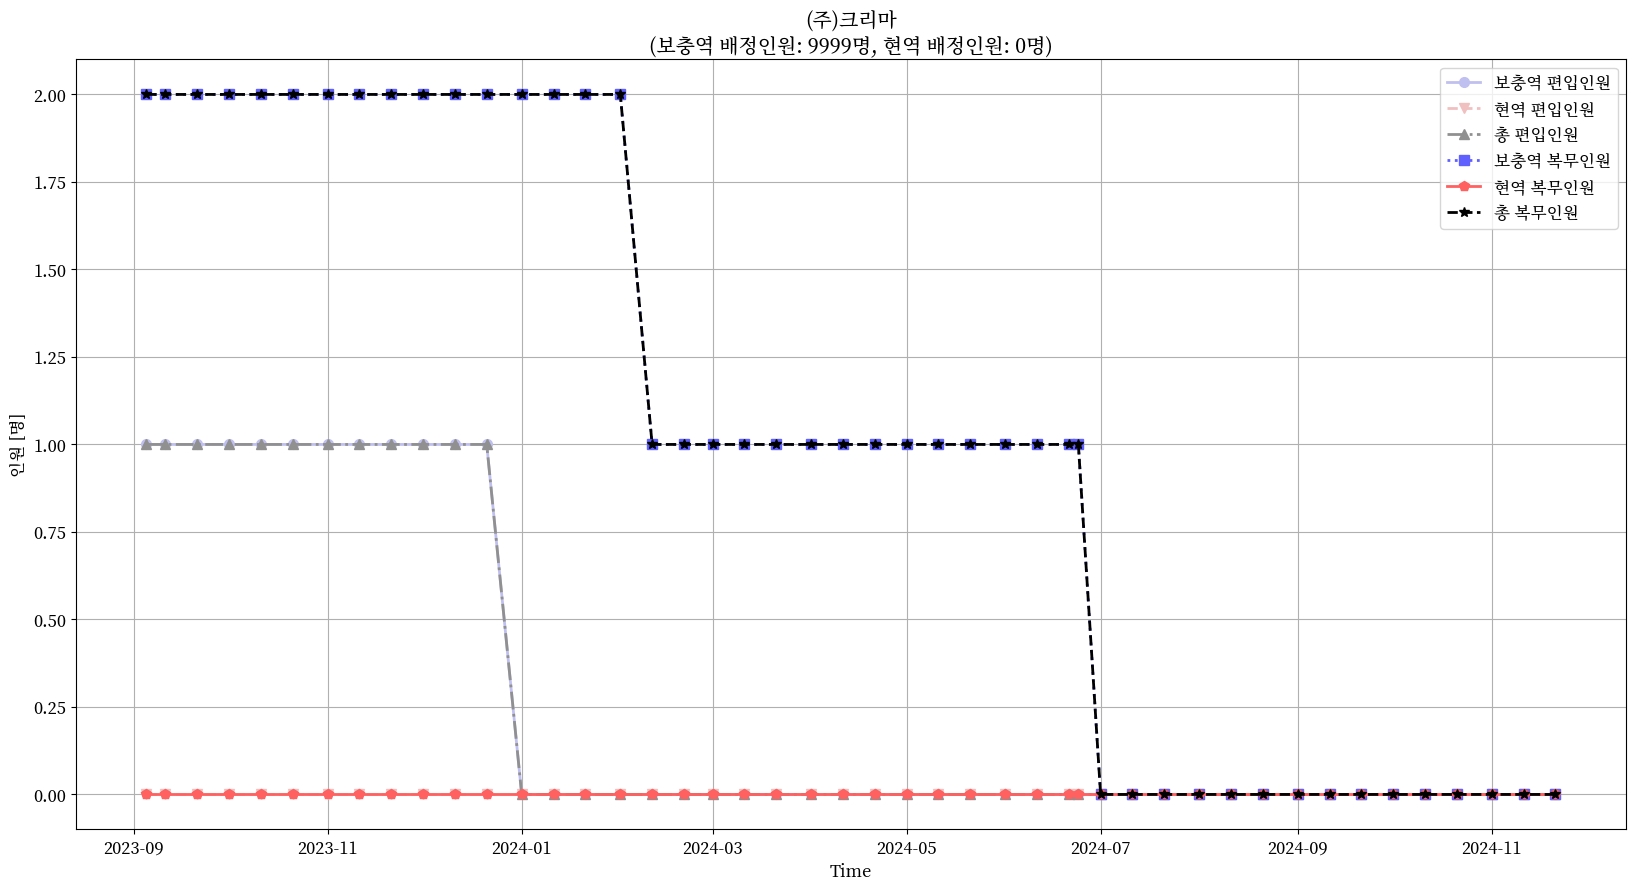 (주)크리마
(보충역 배정인원: 9999명, 현역 배정인원: 0명)
보충역 편입인원
현역 편입인원
총 편입인원
보충역 복무인원
현역 복무인원
총 복무인원
인원 [명]
2.00
1.75
1.50
1.25
1.00
0.75
0.50
0.25
0.00
2023-09
2023-11
2024-01
2024-03
2024-05
2024-07
2024-09
2024-11
Time